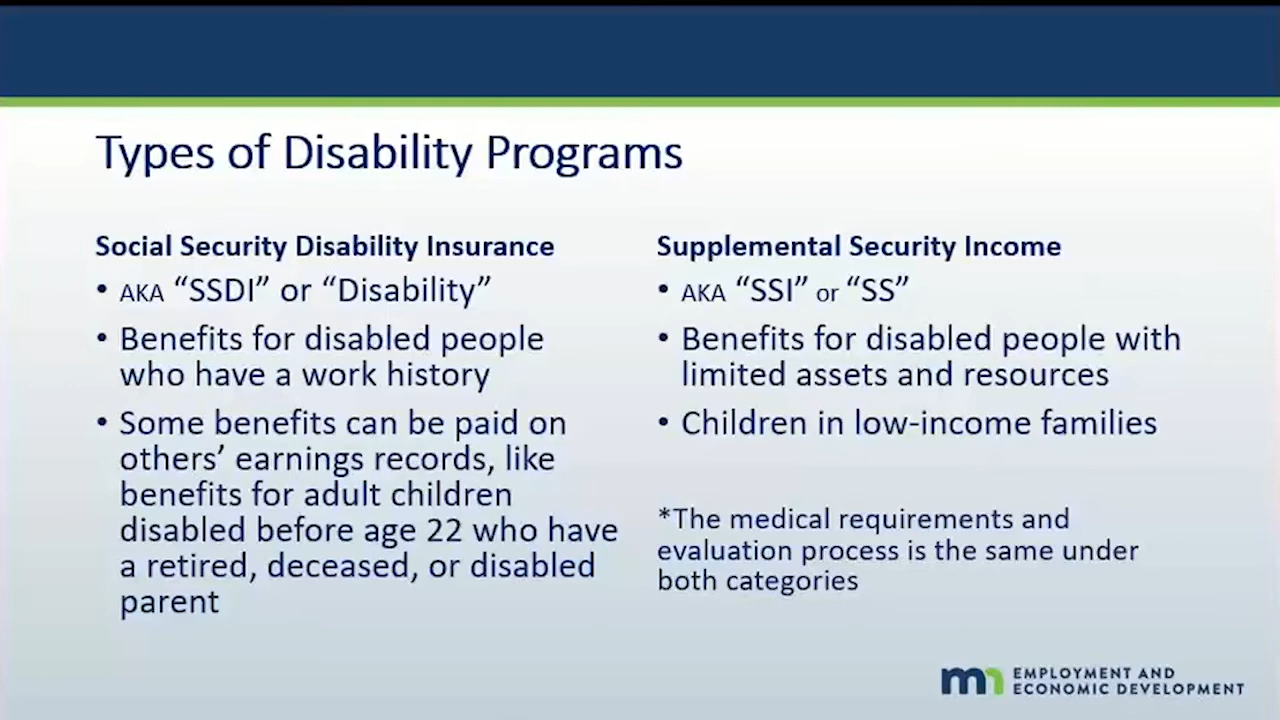 Types of Disability Programs
Social Security Disability Insurance
• AKA “SSDI” or “Disability”
• Benefits for disabled people
who have a work history
• Some benefits can be paid on
others’ earnings records, like
benefits for adult children
disabled before age 22 who have
a retired, deceased, or disabled
parent
Supplemental Security Income
• AKA “SSI” or “SS”
• Benefits for disabled people with
limited assets and resources
• Children in low-income families
*The medical requirements and
evaluation process is the same under
both categories
mn EMPLOYMENT AND
ECONOMIC DEVELOPMENT